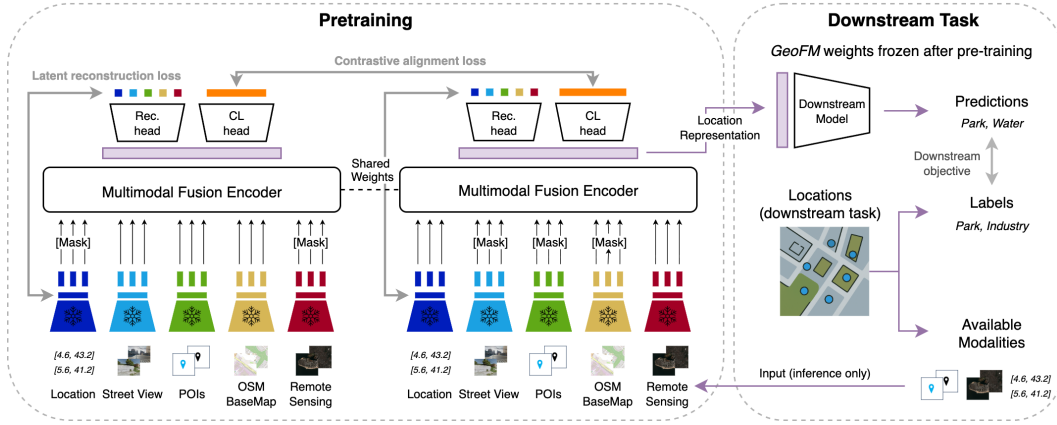 Pretraining
Latent reconstruction loss
Contrastive alignment loss
Rec.
head
CL
head
Rec.
head
CL
head
Multimodal Fusion Encoder
Shared
Weights
Multimodal Fusion Encoder
[Mask]
[Mask]
[Mask]
[Mask]
[Mask]
[4.6, 43.2]
[5.6, 41.2]
Location
Street View
POIs
OSM
BaseMap
Remote
Sensing
[4.6, 43.2]
[5.6, 41.2]
Location
Street View
POIs
OSM
BaseMap
Remote
Sensing
Location
Representation
Downstream Task
GeoFM weights frozen after pre-training
Downstream
Model
Predictions
Park, Water
Downstream
objective
Locations
(downstream task)
Labels
Park, Industry
Available
Modalities
Input (inference only)
[4.6, 43.2]
[5.6, 41.2]